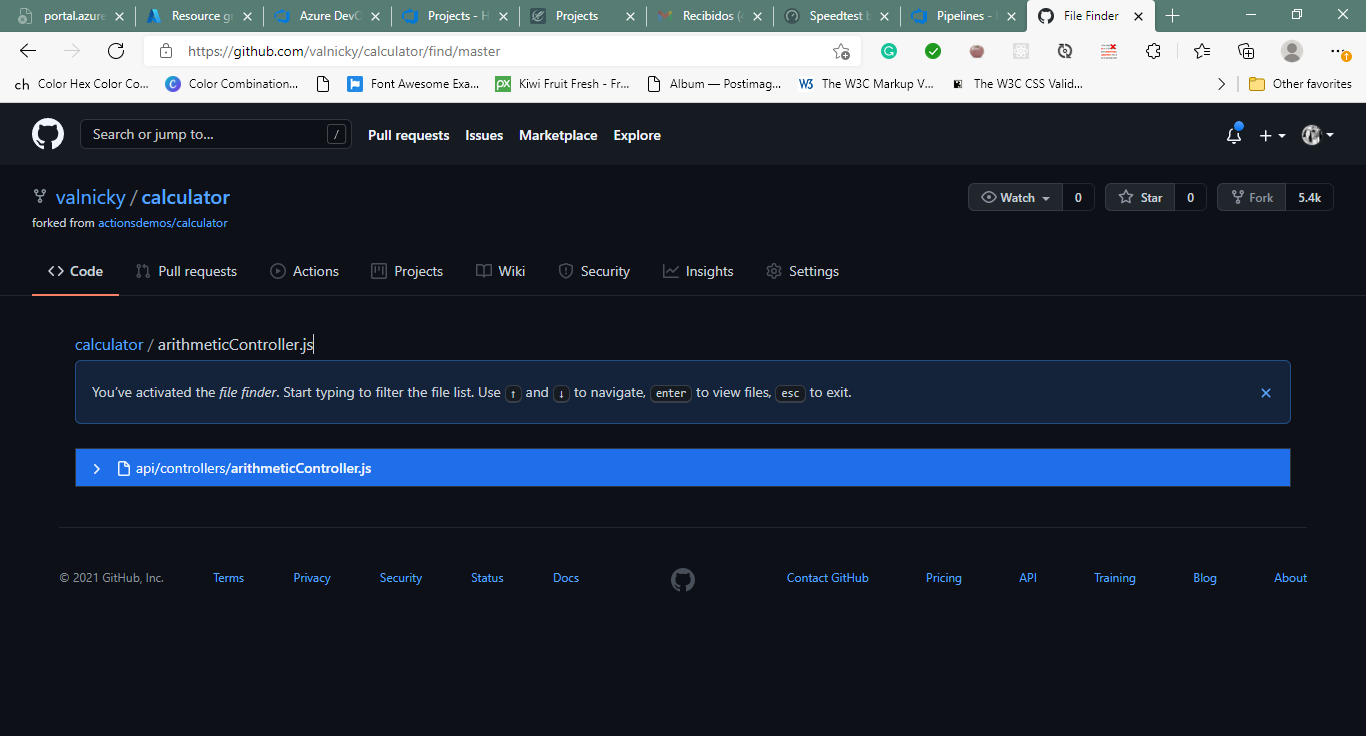 portal.azure
Resource gr
Azure DevO
Projects - H
Projects
Recibidos (4
Speedtest b
Pipelines -
File Finder
https://github.com/valnicky/calculator/find/master
ch Color Hex Color Co...
C Color Combination...
Font Awesome Exa...
px Kiwi Fruit Fresh - Fr...
Album — Postimag...
W3 The W3C Markup V...
The W3C CSS Valid...
Other favorites
Search or jump to... /
Pull requests
Issues
Marketplace
Explore
valnicky / calculator
Watch 0
Star 0
Fork 5.4k
forked from actionsdemos/calculator
Code
Pull requests
Actions
Projects
Wiki
Security
Insights
Settings
calculator / arithmeticController.js
You've activated the file finder. Start typing to filter the file list. Use ↑ and ↓ to navigate, enter to view files, esc to exit.
api/controllers/arithmeticController.js
© 2021 GitHub, Inc.
Terms
Privacy
Security
Status
Docs
Contact GitHub
Pricing
API
Training
Blog
About